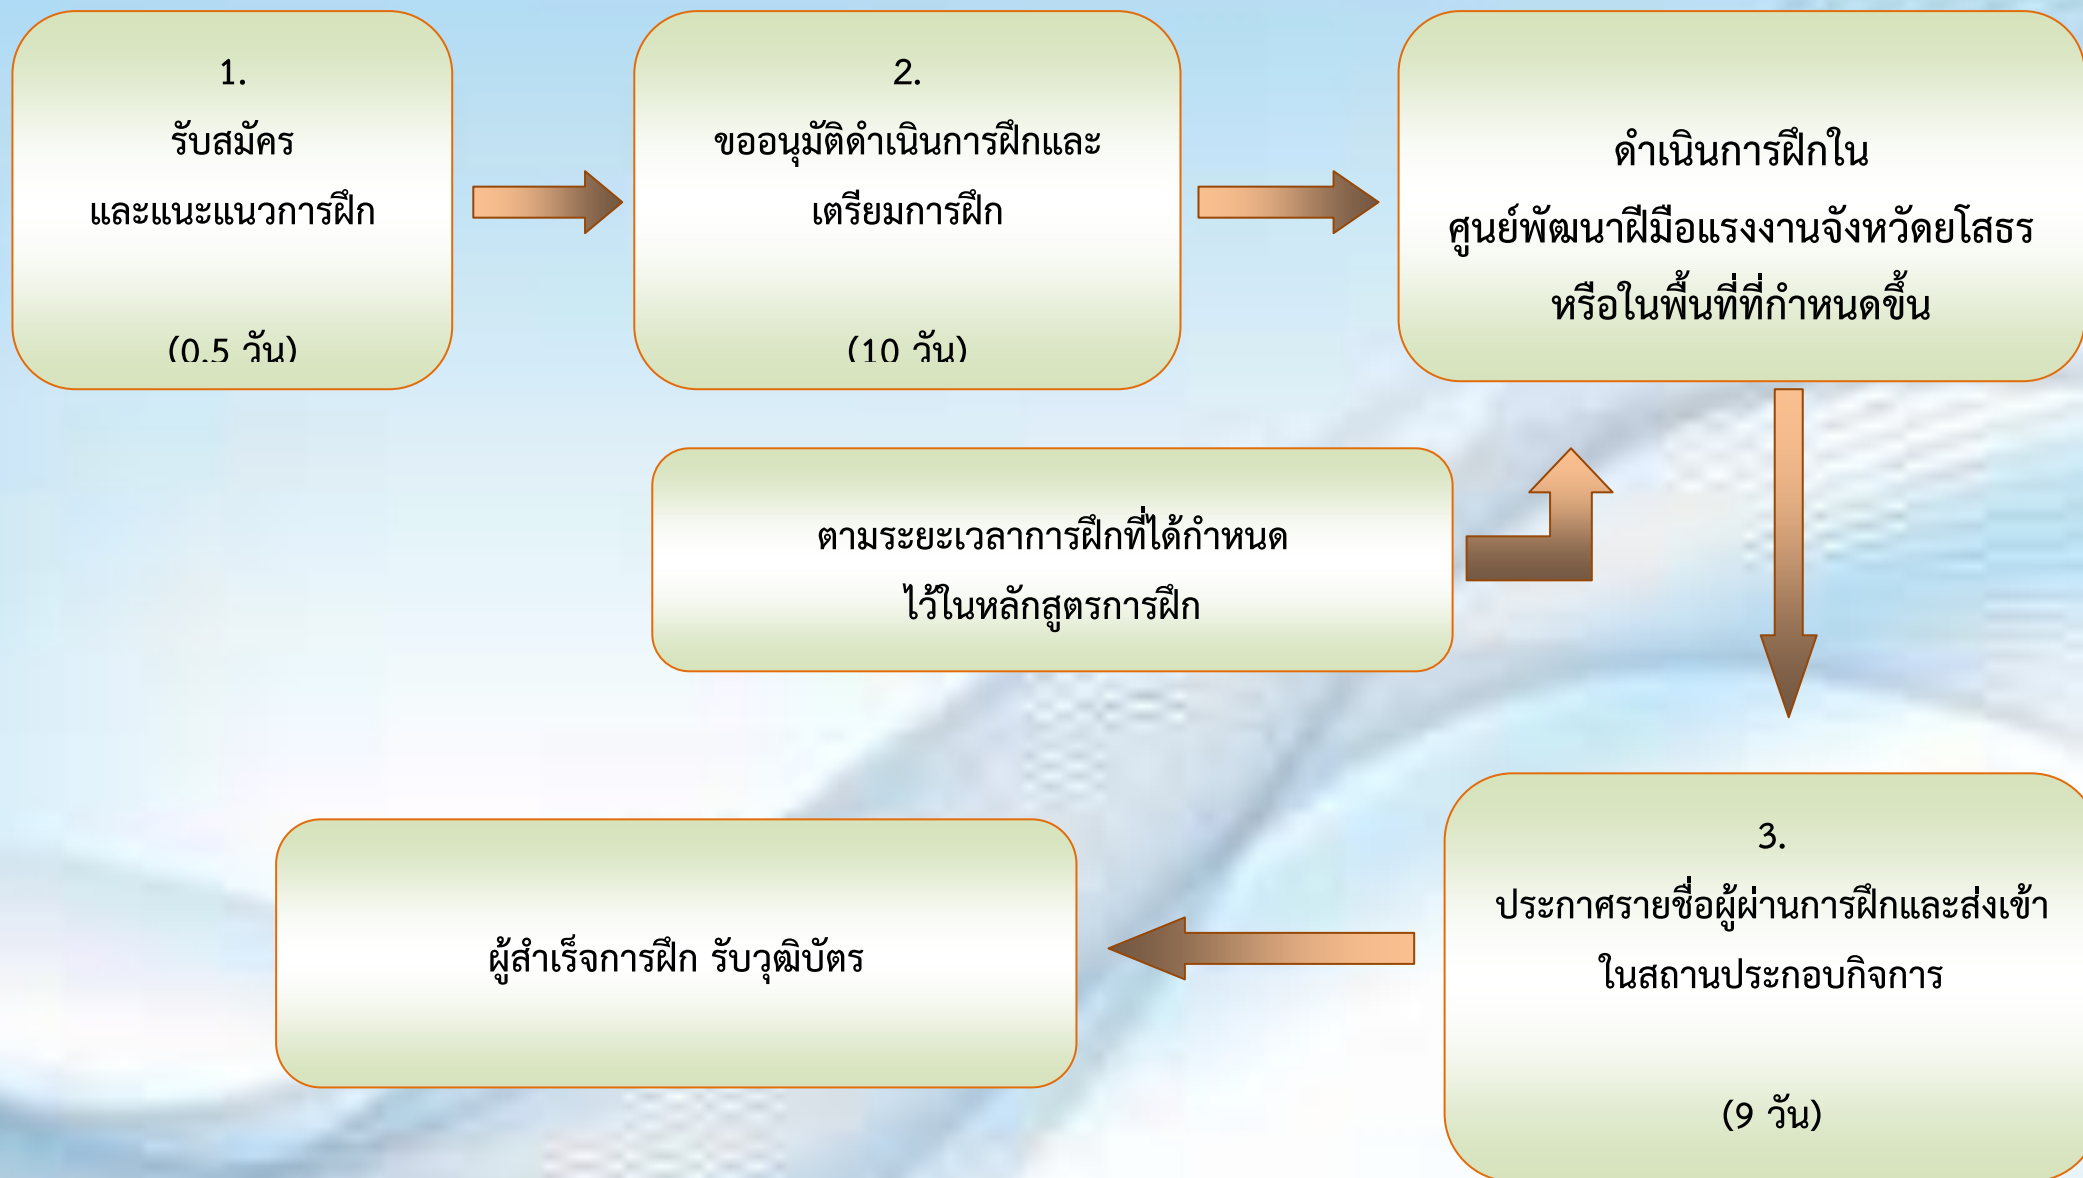 1.
รับสมัคร
และแนะแนวการฝึก
(0.5 วัน)
2.
ขออนุมัติดำเนินการฝึกและ
เตรียมการฝึก
(10 วัน)
ดำเนินการฝึกใน
ศูนย์พัฒนาฝีมือแรงงานจังหวัดยโสธร
หรือในพื้นที่ที่กำหนดขึ้น
ตามระยะเวลาการฝึกที่ได้กำหนด
ไว้ในหลักสูตรการฝึก
3.
ประกาศรายชื่อผู้ผ่านการฝึกและส่งเข้า
ในสถานประกอบกิจการ
(9 วัน)
ผู้สำเร็จการฝึก รับวุฒิบัตร